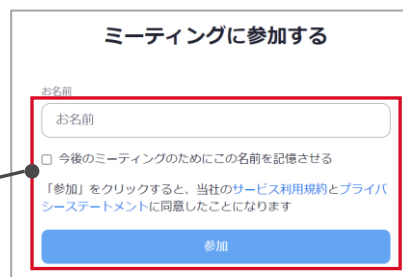 ミーティングに参加する
お名前
お名前
今後のミーティングのためにこの名前を記憶させる
「参加」をクリックすると、当社のサービス利用規約とプライバ
シーステートメントに同意したことになります
参加